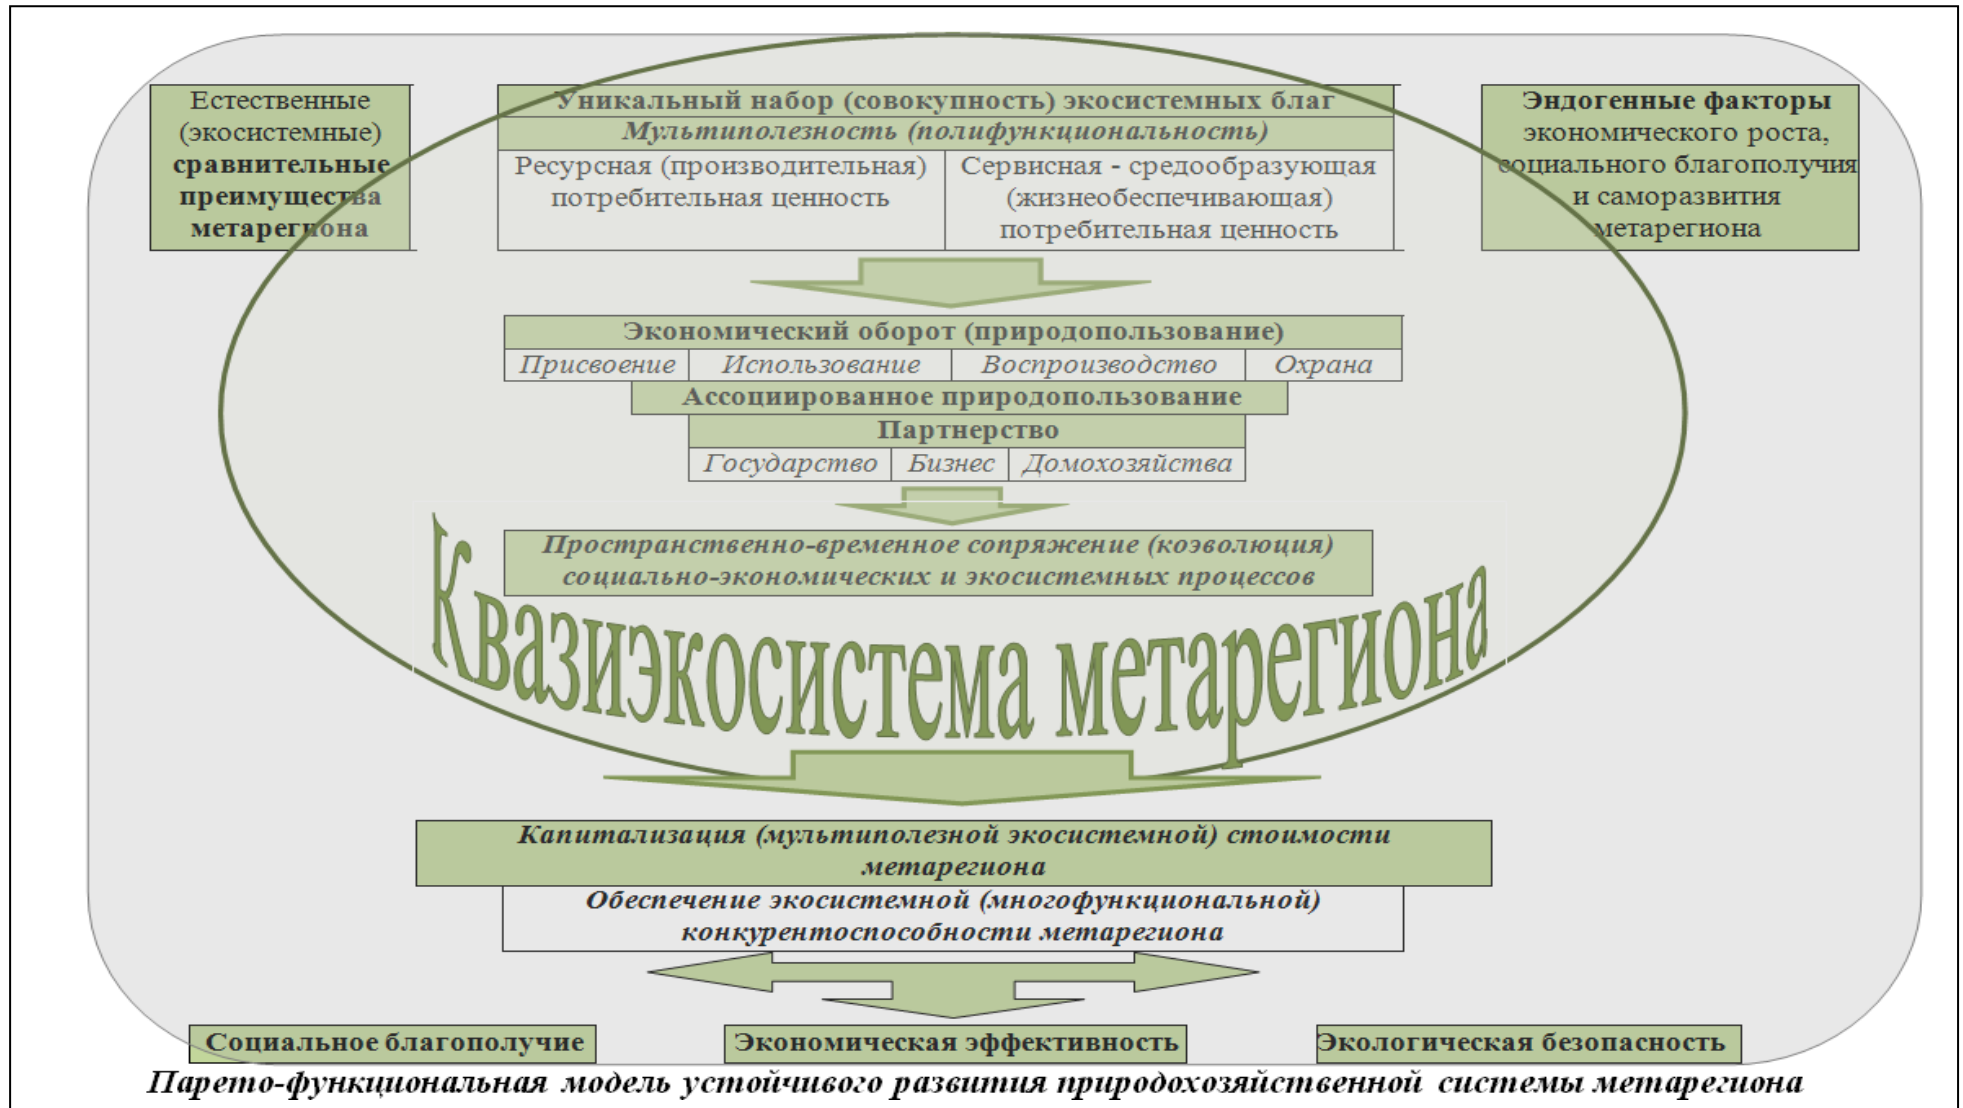 Естественные
(экосистемные)
сравнительные
преимущества
метарегиона
Уникальный набор (совокупность) экосистемных благ
Мультиполезность (полифункциональность)
Ресурсная (производительная)
потребительная ценность
Сервисная - средообразующая
(жизнеобеспечивающая)
потребительная ценность
Эндогенные факторы
экономического роста,
социального благополучия
и саморазвития
метарегиона
Экономический оборот (природопользование)
Присвоение
Использование
Воспроизводство
Охрана
Ассоциированное природопользование
Партнерство
Государство
Бизнес
Домохозяйства
Пространственно-временное сопряжение (коэволюция)
социально-экономических и экосистемных процессов
Квазиэкосистема метарегиона
Капитализация (мультиполезной экосистемной) стоимости
метарегиона
Обеспечение экосистемной (многофункциональной)
конкурентоспособности метарегиона
Социальное благополучие
Экономическая эффективность
Экологическая безопасность
Парето-функциональная модель устойчивого развития природохозяйственной системы метарегиона